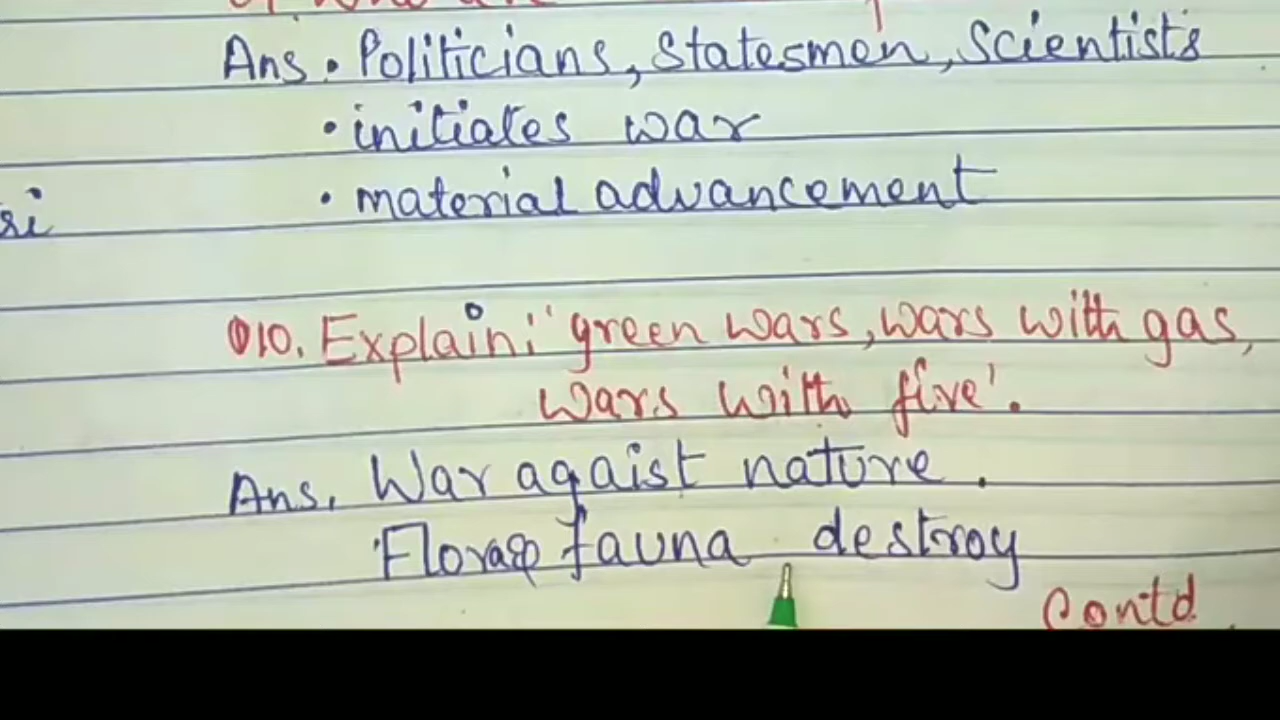 Ans. Politicians, Statesmen, Scientists
• initiates war
• material advancement
si
Q10. Explain: 'green wars, wars with gas,
wars with fire'.
Ans. War agaist nature.
Flora & fauna destroy
Contd.